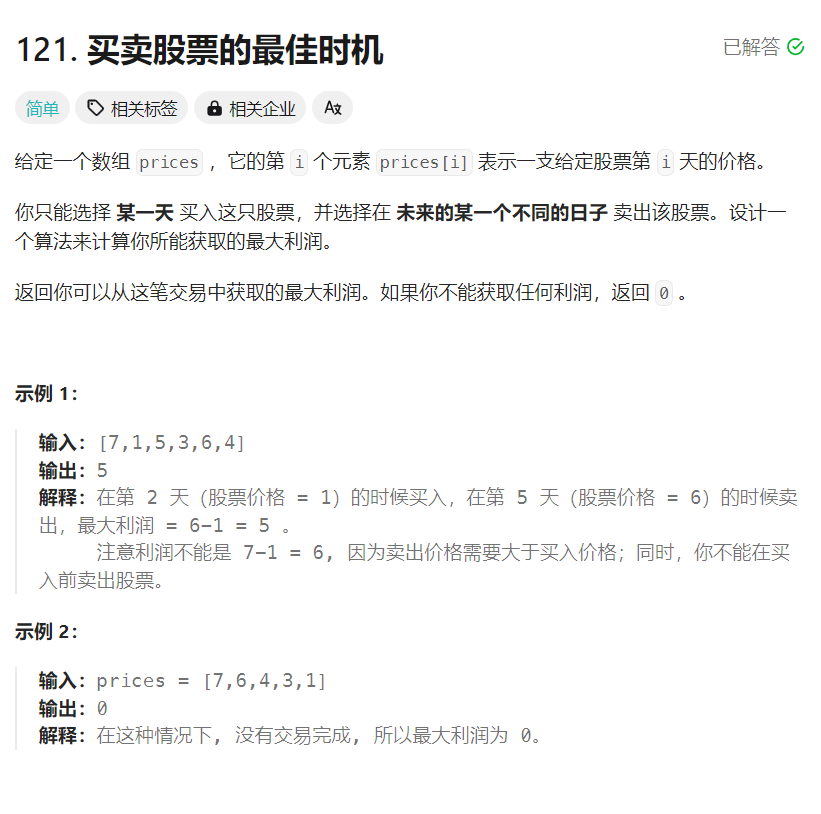 121. 买卖股票的最佳时机
已解答
简单 相关标签 相关企业 A文
给定一个数组 prices ，它的第 i 个元素 prices[i] 表示一支给定股票第 i 天的价格。
你只能选择 某一天 买入这只股票，并选择在 未来的某一个不同的日子 卖出该股票。设计一
个算法来计算你所能获取的最大利润。
返回你可以从这笔交易中获取的最大利润。如果你不能获取任何利润，返回 0 。
示例 1：
输入：[7,1,5,3,6,4]
输出：5
解释：在第 2 天（股票价格 = 1）的时候买入，在第 5 天（股票价格 = 6）的时候卖
出，最大利润 = 6-1 = 5 。
注意利润不能是 7-1 = 6, 因为卖出价格需要大于买入价格；同时，你不能在买
入前卖出股票。
示例 2：
输入：prices = [7,6,4,3,1]
输出：0
解释：在这种情况下, 没有交易完成, 所以最大利润为 0。